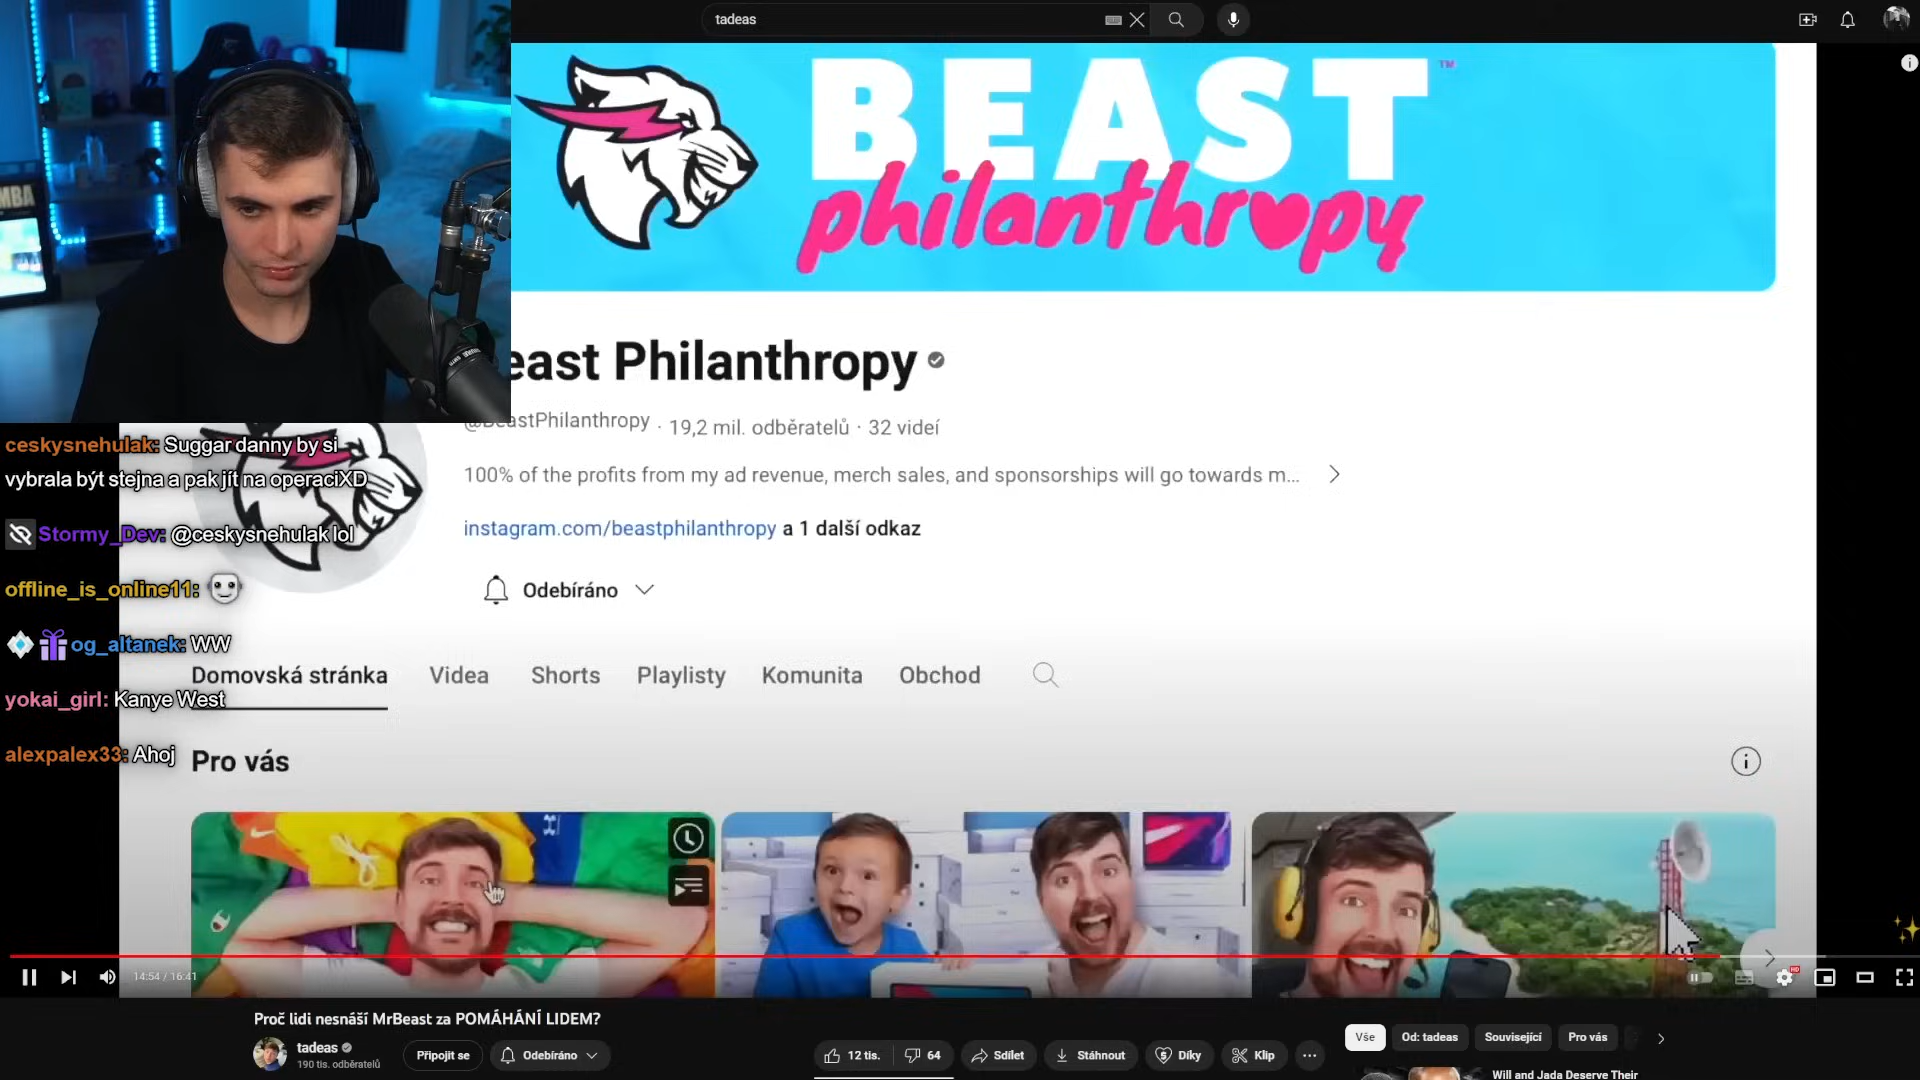 tadeas
BEAST™
philanthropy
MBA
east Philanthropy
@BeastPhilanthropy · 19,2 mil. odběratelů · 32 videí
100% of the profits from my ad revenue, merch sales, and sponsorships will go towards m...
instagram.com/beastphilanthropy a 1 další odkaz
Odebíráno
ceskysnehulak: Suggar danny by si
vybrala být stejna a pak jít na operaciXD
Stormy_Dev: @ceskysnehulak lol
offline_is_online11:
og_altanek: WW
yokai_girl: Kanye West
alexpalex33: Ahoj
Domovská stránka Videa Shorts Playlisty Komunita Obchod
Pro vás
14:54 / 16:41
HD
Proč lidi nesnáší MrBeast za POMÁHÁNÍ LIDEM?
tadeas
190 tis. odběratelů
Připojit se
Odebíráno
12 tis.
64
Sdílet
Stáhnout
Díky
Klip
Vše
Od: tadeas
Související
Pro vás
Will and Jada Deserve Their